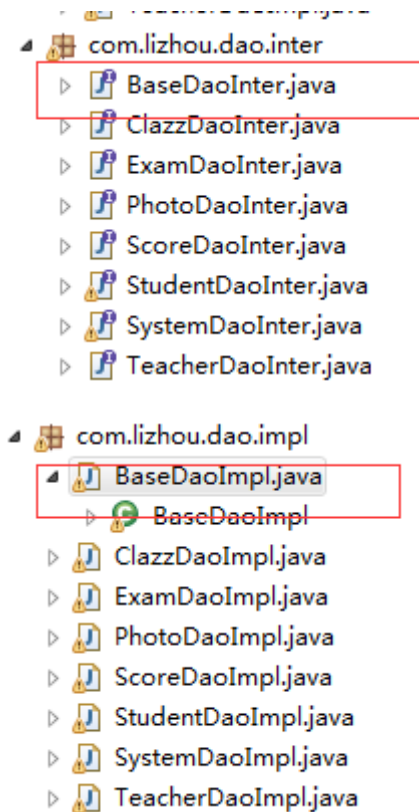 TeacherDaoImpl.java
com.lizhou.dao.inter
BaseDaoInter.java
ClazzDaoInter.java
ExamDaoInter.java
PhotoDaoInter.java
ScoreDaoInter.java
StudentDaoInter.java
SystemDaoInter.java
TeacherDaoInter.java
com.lizhou.dao.impl
BaseDaoImpl.java
BaseDaoImpl
ClazzDaoImpl.java
ExamDaoImpl.java
PhotoDaoImpl.java
ScoreDaoImpl.java
StudentDaoImpl.java
SystemDaoImpl.java
TeacherDaoImpl.java